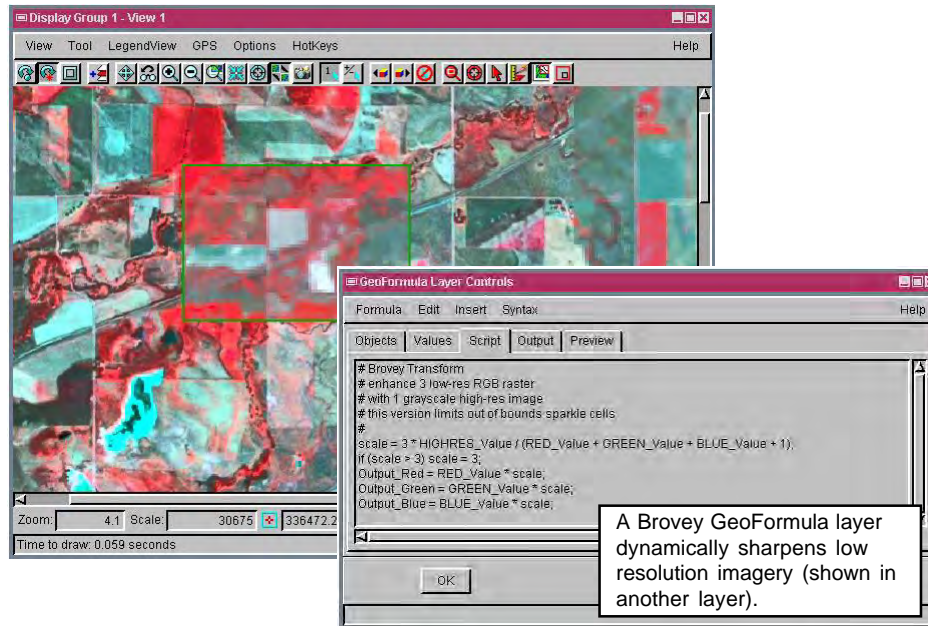 Display Group 1 - View 1
View Tool LegendView GPS Options HotKeys Help
GeoFormula Layer Controls
Formula Edit Insert Syntax Help
Objects Values Script Output Preview
# Brovey Transform
# enhance 3 low-res RGB raster
# with 1 grayscale high-res image
# this version limits out of bounds sparkle cells
#
scale = 3 * HIGHRES_Value / (RED_Value + GREEN_Value + BLUE_Value + 1);
if (scale > 3) scale = 3;
Output_Red = RED_Value * scale;
Output_Green = GREEN_Value * scale;
Output_Blue = BLUE_Value * scale;
Zoom: 4.1 Scale: 30675 336472.2
Time to draw: 0.059 seconds
OK
A Brovey GeoFormula layer
dynamically sharpens low
resolution imagery (shown in
another layer).